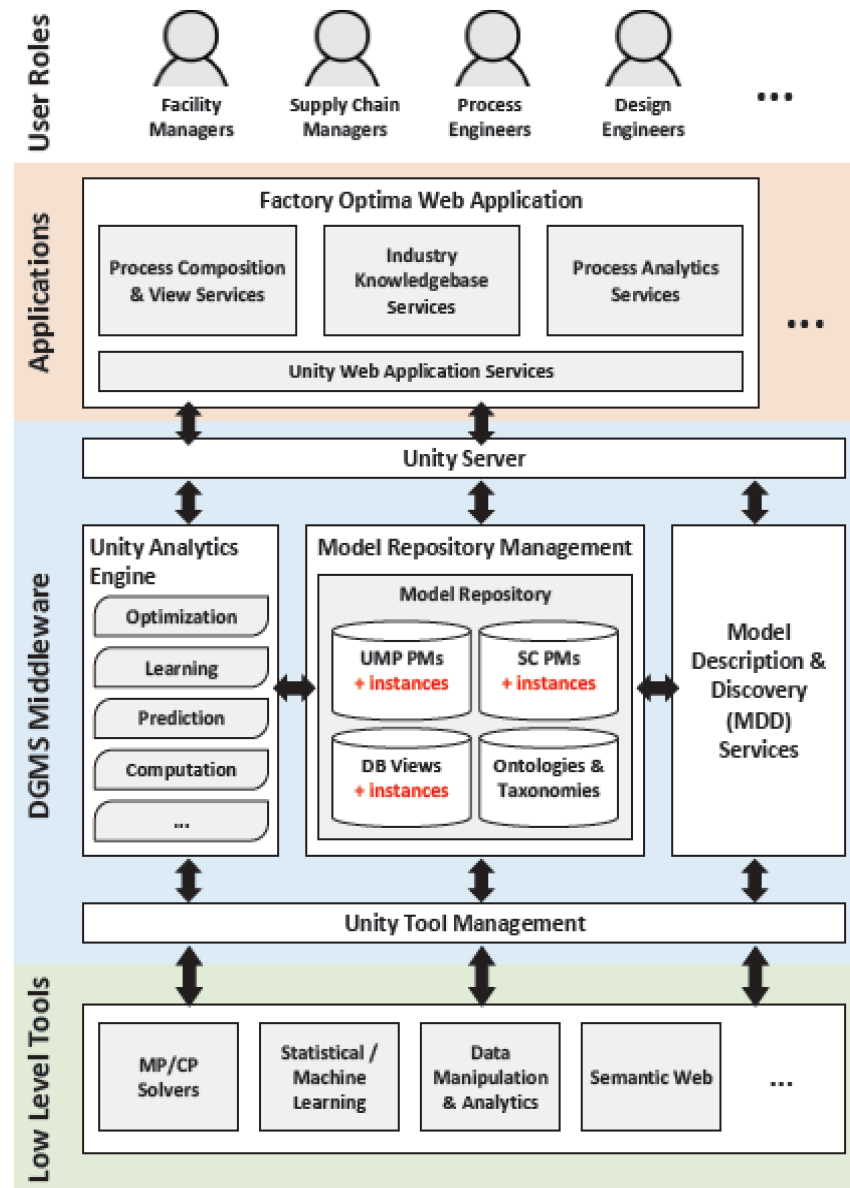 User Roles
Facility
Managers
Supply Chain
Managers
Process
Engineers
Design
Engineers
...
Applications
Factory Optima Web Application
Process Composition
& View Services
Industry
Knowledgebase
Services
Process Analytics
Services
...
Unity Web Application Services
DGMS Middleware
Unity Server
Unity Analytics
Engine
Optimization
Learning
Prediction
Computation
...
Model Repository Management
Model Repository
UMP PMs
+ instances
SC PMs
+ instances
DB Views
+ instances
Ontologies &
Taxonomies
Model
Description &
Discovery
(MDD)
Services
Unity Tool Management
Low Level Tools
MP/CP
Solvers
Statistical /
Machine
Learning
Data
Manipulation
& Analytics
Semantic Web
...